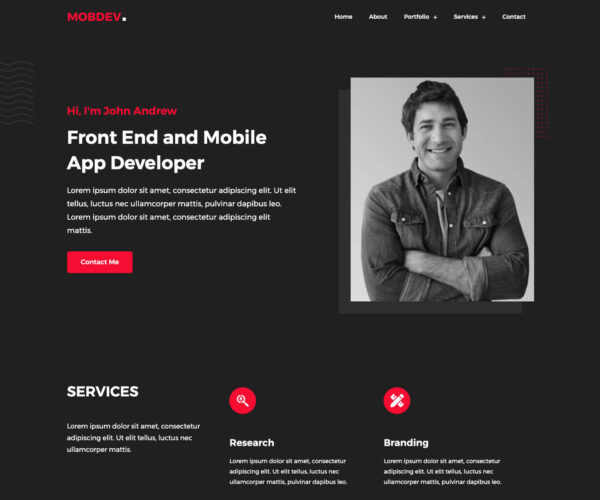 MOBDEV.
Home About Portfolio + Services + Contact
Hi, I'm John Andrew
Front End and Mobile
App Developer
Lorem ipsum dolor sit amet, consectetur adipiscing elit. Ut elit
tellus, luctus nec ullamcorper mattis, pulvinar dapibus leo.
Lorem ipsum dolor sit amet, consectetur adipiscing elit
mattis.
Contact Me
SERVICES
Lorem ipsum dolor sit amet, consectetur
adipiscing elit. Ut elit tellus, luctus nec
ullamcorper mattis.
Research
Lorem ipsum dolor sit amet, consectetur
adipiscing elit. Ut elit tellus, luctus nec
ullamcorper mattis, pulvinar dapibus leo.
Branding
Lorem ipsum dolor sit amet, consectetur
adipiscing elit. Ut elit tellus, luctus nec
ullamcorper mattis, pulvinar dapibus leo.